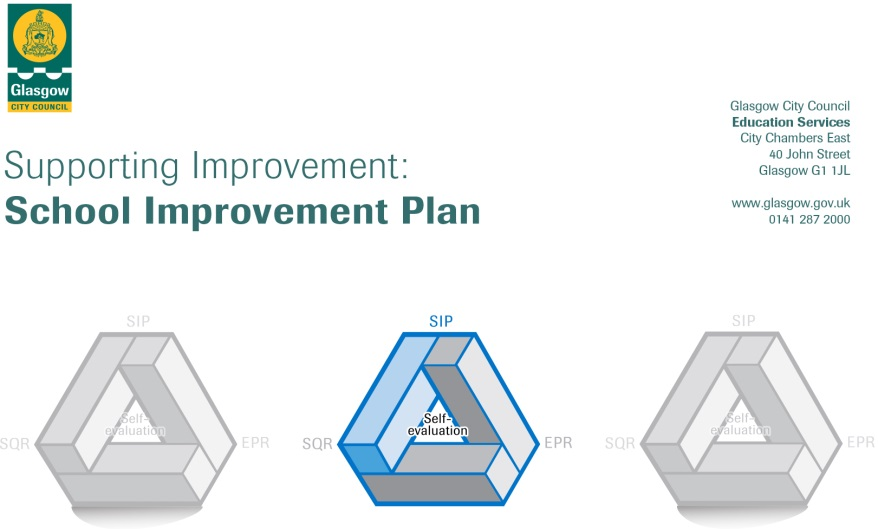 Glasgow
CITY COUNCIL
Glasgow City Council
Education Services
City Chambers East
40 John Street
Glasgow G1 1JL
www.glasgow.gov.uk
0141 287 2000
Supporting Improvement:
School Improvement Plan
SIP
Self-
evaluation
SQR
EPR
SIP
Self-
evaluation
SQR
EPR
SIP
Self-
evaluation
SQR
EPR